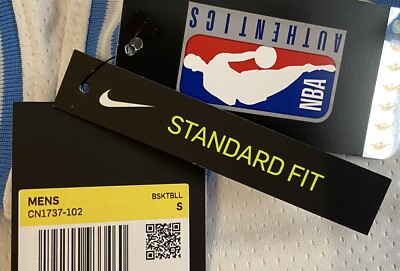 AUTHENTICS
NBA
STANDARD FIT
MENS
CN1737-102
BSKTBLL
S